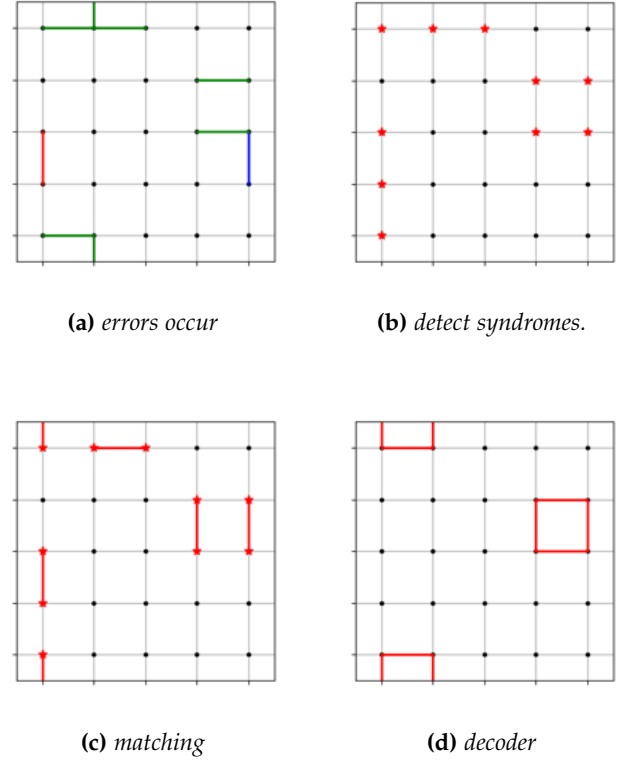 (a) errors occur
(b) detect syndromes.
(c) matching
(d) decoder